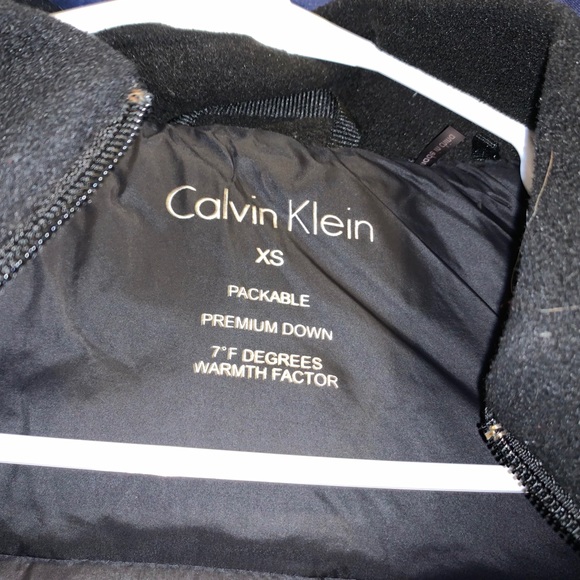 Calvin Klein
XS
PACKABLE
PREMIUM DOWN
7°F DEGREES
WARMTH FACTOR